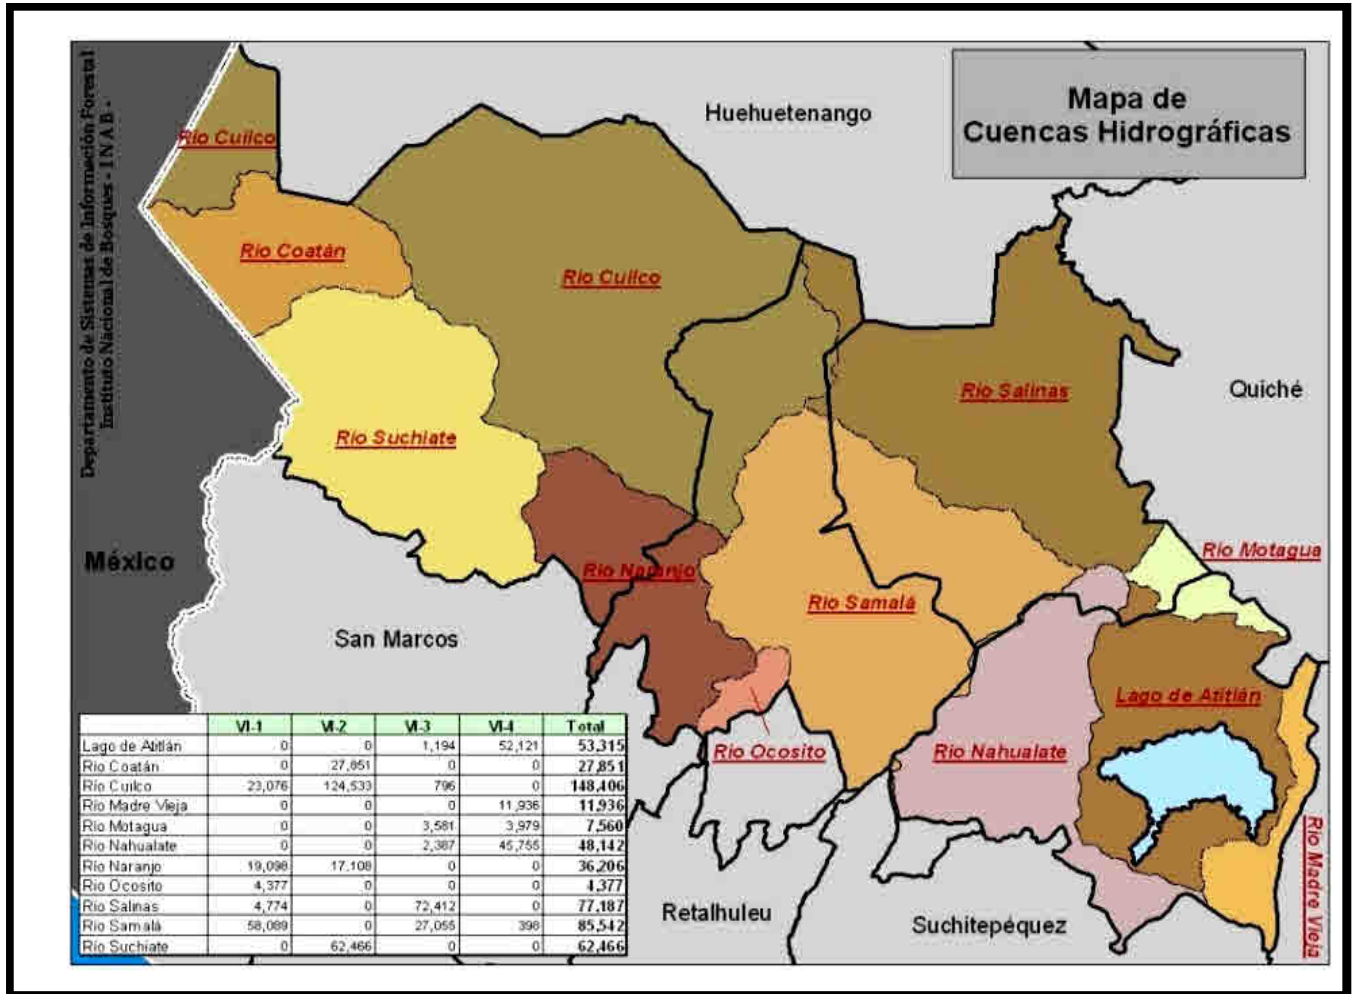 Departamento de Sistemas de Información Forestal
Instituto Nacional de Bosques - I N A B -
Mapa de
Cuencas Hidrográficas
Huehuetenango
Río Cuilco
Río Coatán
Río Cuilco
Río Salinas
Quiché
Río Suchiate
México
Río Motagua
Río Naranjo
Río Samalá
San Marcos
Lago de Atitlán
Río Ocosito
Río Nahualate
Río Madre Vieja
Retalhuleu
Suchitepéquez
VI-1 VI-2 VI-3 VI-4 Total
Lago de Atitlán 0 0 1,194 52,121 53,315
Río Coatán 0 27,851 0 0 27,851
Río Cuilco 23,076 124,533 796 0 148,406
Río Madre Vieja 0 0 0 11,936 11,936
Río Motagua 0 0 3,581 3,979 7,560
Río Nahualate 0 0 2,387 45,755 48,142
Río Naranjo 19,098 17,108 0 0 36,206
Río Ocosito 4,377 0 0 0 4,377
Río Salinas 4,774 0 72,412 0 77,187
Río Samalá 58,089 0 27,055 398 85,542
Río Suchiate 0 62,466 0 0 62,466